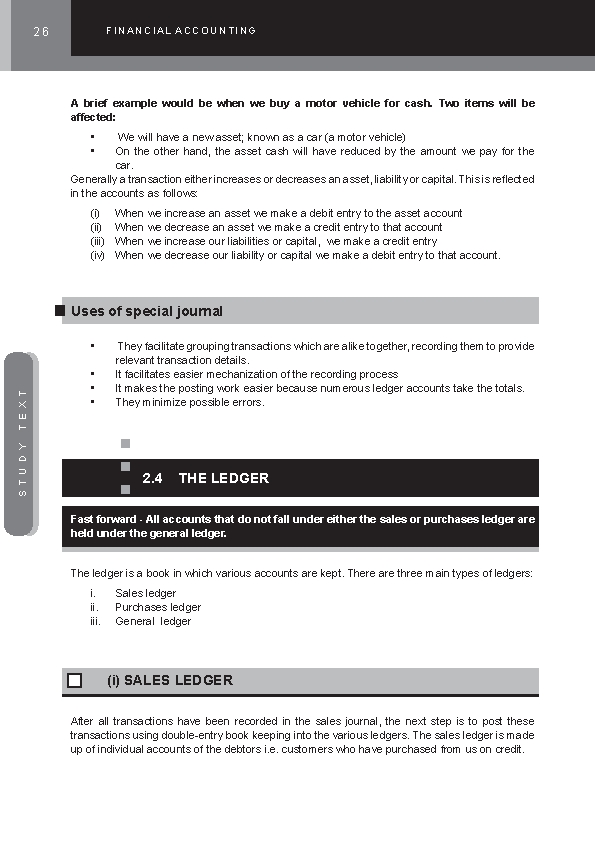 26
FINANCIAL ACCOUNTING
A brief example would be when we buy a motor vehicle for cash. Two items will be
affected:
• We will have a new asset; known as a car (a motor vehicle)
• On the other hand, the asset cash will have reduced by the amount we pay for the
car.
Generally a transaction either increases or decreases an asset, liability or capital. This is reflected
in the accounts as follows:
(i) When we increase an asset we make a debit entry to the asset account
(ii) When we decrease an asset we make a credit entry to that account
(iii) When we increase our liabilities or capital, we make a credit entry
(iv) When we decrease our liability or capital we make a debit entry to that account.
Uses of special journal
• They facilitate grouping transactions which are alike together, recording them to provide
relevant transaction details.
• It facilitates easier mechanization of the recording process
• It makes the posting work easier because numerous ledger accounts take the totals.
• They minimize possible errors.
STUDY TEXT
2.4 THE LEDGER
Fast forward - All accounts that do not fall under either the sales or purchases ledger are
held under the general ledger.
The ledger is a book in which various accounts are kept. There are three main types of ledgers:
i. Sales ledger
ii. Purchases ledger
iii. General ledger
(i) SALES LEDGER
After all transactions have been recorded in the sales journal, the next step is to post these
transactions using double-entry book keeping into the various ledgers. The sales ledger is made
up of individual accounts of the debtors i.e. customers who have purchased from us on credit.